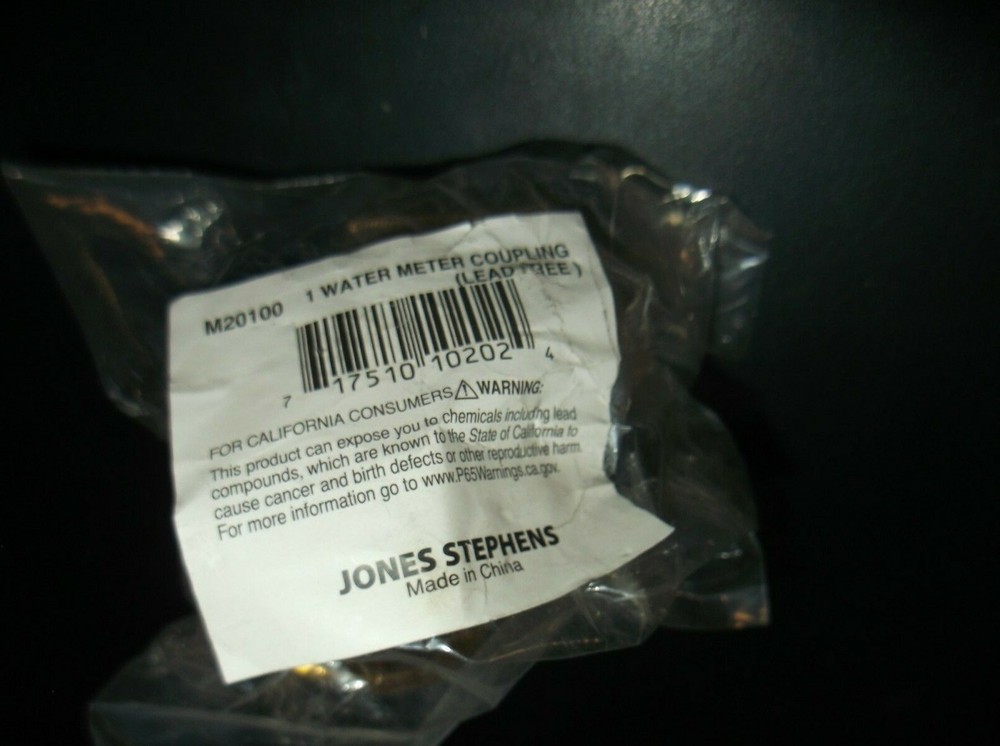 M20100 1 WATER METER COUPLING
(LEAD FREE)
7 17510 10202 4
FOR CALIFORNIA CONSUMERS ⚠ WARNING:
This product can expose you to chemicals including lead
compounds, which are known to the State of California to
cause cancer and birth defects or other reproductive harm.
For more information go to www.P65Warnings.ca.gov.
JONES STEPHENS
Made in China